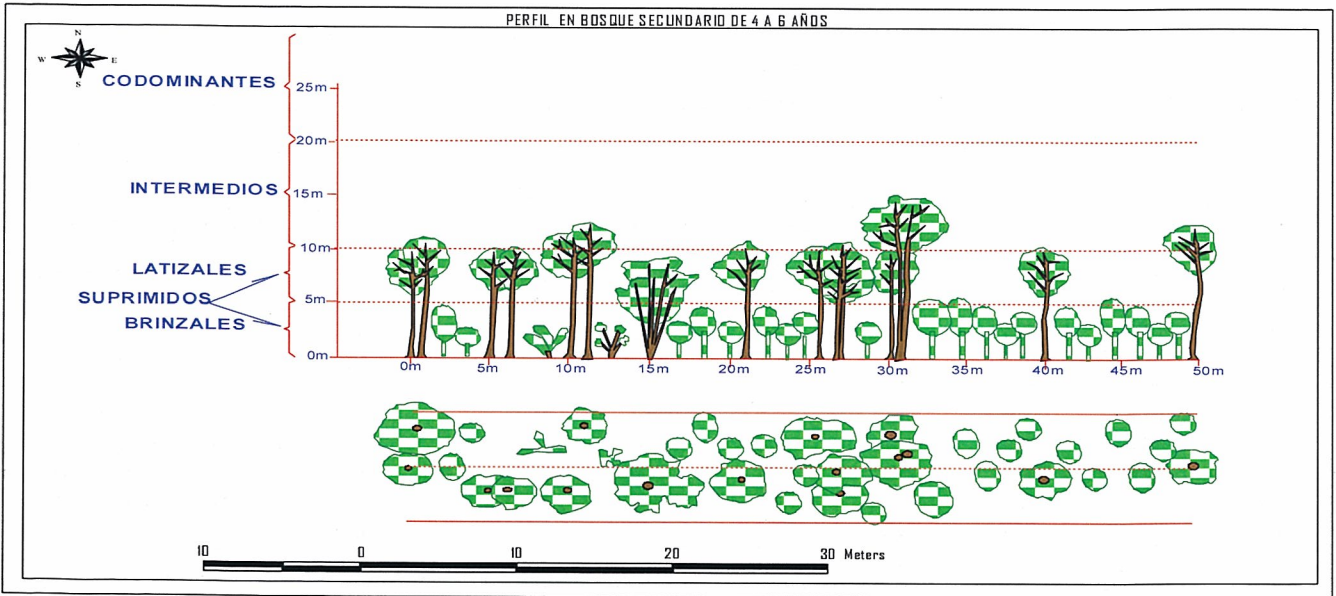 PERFIL EN BOSQUE SECUNDARIO DE 4 A 6 AÑOS
N
W E
S
CODOMINANTES
25m
20m
INTERMEDIOS
15m
10m
LATIZALES
SUPRIMIDOS
5m
BRINZALES
0m
0m 5m 10m 15m 20m 25m 30m 35m 40m 45m 50m
10 0 10 20 30 Meters